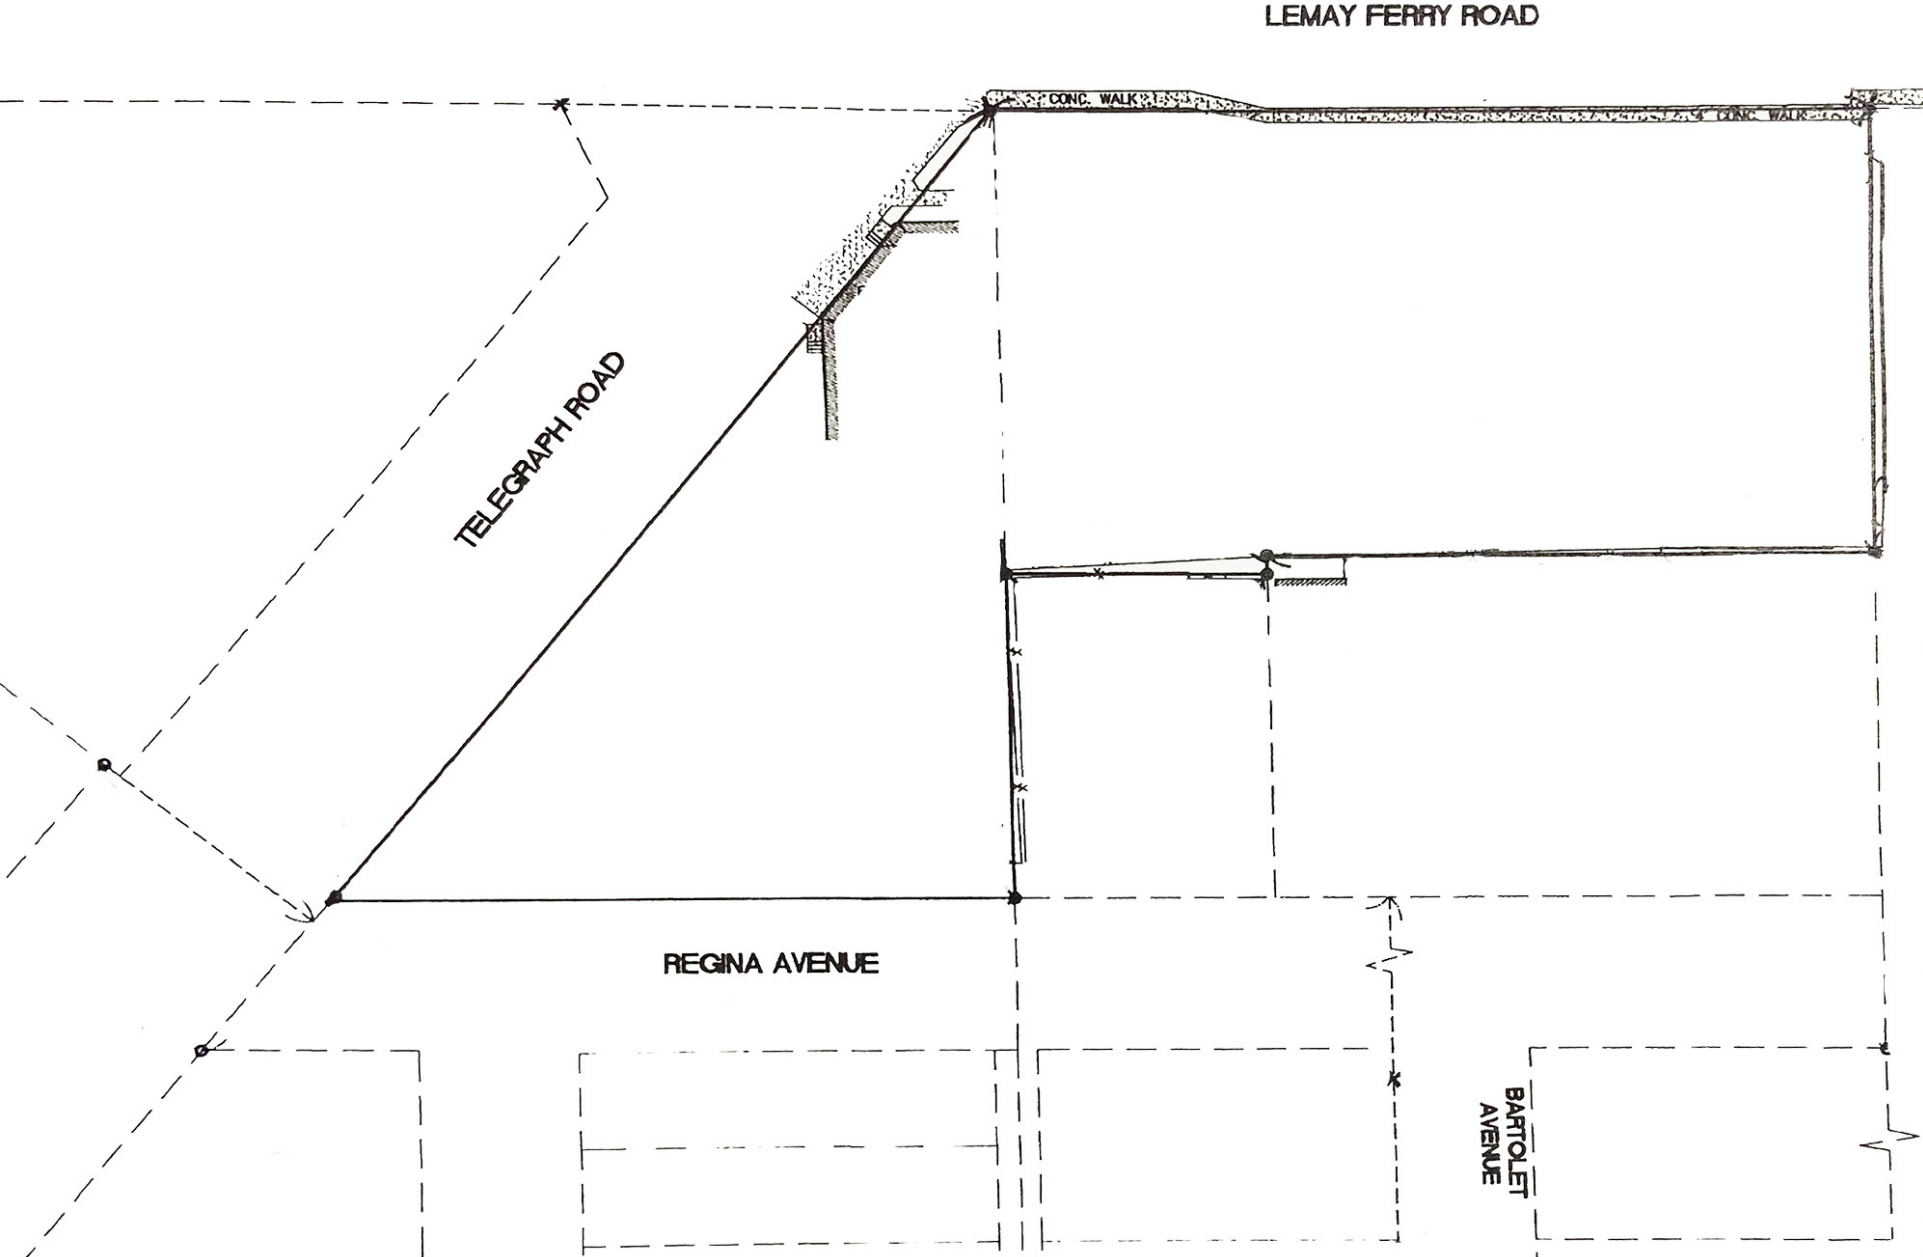 LEMAY FERRY ROAD
CONC. WALK
CONC. WALK
TELEGRAPH ROAD
REGINA AVENUE
BARTOLET
AVENUE